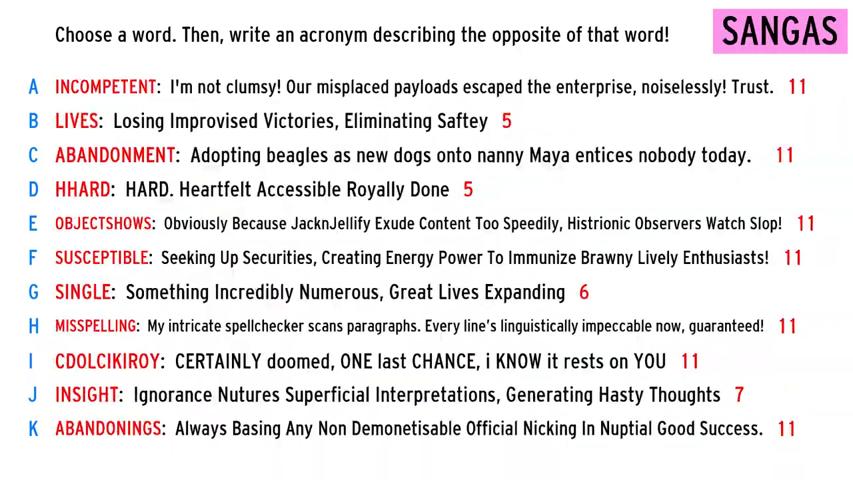 Choose a word. Then, write an acronym describing the opposite of that word! SANGAS
A INCOMPETENT: I'm not clumsy! Our misplaced payloads escaped the enterprise, noiselessly! Trust. 11
B LIVES: Losing Improvised Victories, Eliminating Saftey 5
C ABANDONMENT: Adopting beagles as new dogs onto nanny Maya entices nobody today. 11
D HHARD: HARD. Heartfelt Accessible Royally Done 5
E OBJECTSHOWS: Obviously Because JacknJellify Exude Content Too Speedily, Histrionic Observers Watch Slop! 11
F SUSCEPTIBLE: Seeking Up Securities, Creating Energy Power To Immunize Brawny Lively Enthusiasts! 11
G SINGLE: Something Incredibly Numerous, Great Lives Expanding 6
H MISSPELLING: My intricate spellchecker scans paragraphs. Every line's linguistically impeccable now, guaranteed! 11
I CDOLCIKIROY: CERTAINLY doomed, ONE last CHANCE, i KNOW it rests on YOU 11
J INSIGHT: Ignorance Nutures Superficial Interpretations, Generating Hasty Thoughts 7
K ABANDONINGS: Always Basing Any Non Demonetisable Official Nicking In Nuptial Good Success. 11